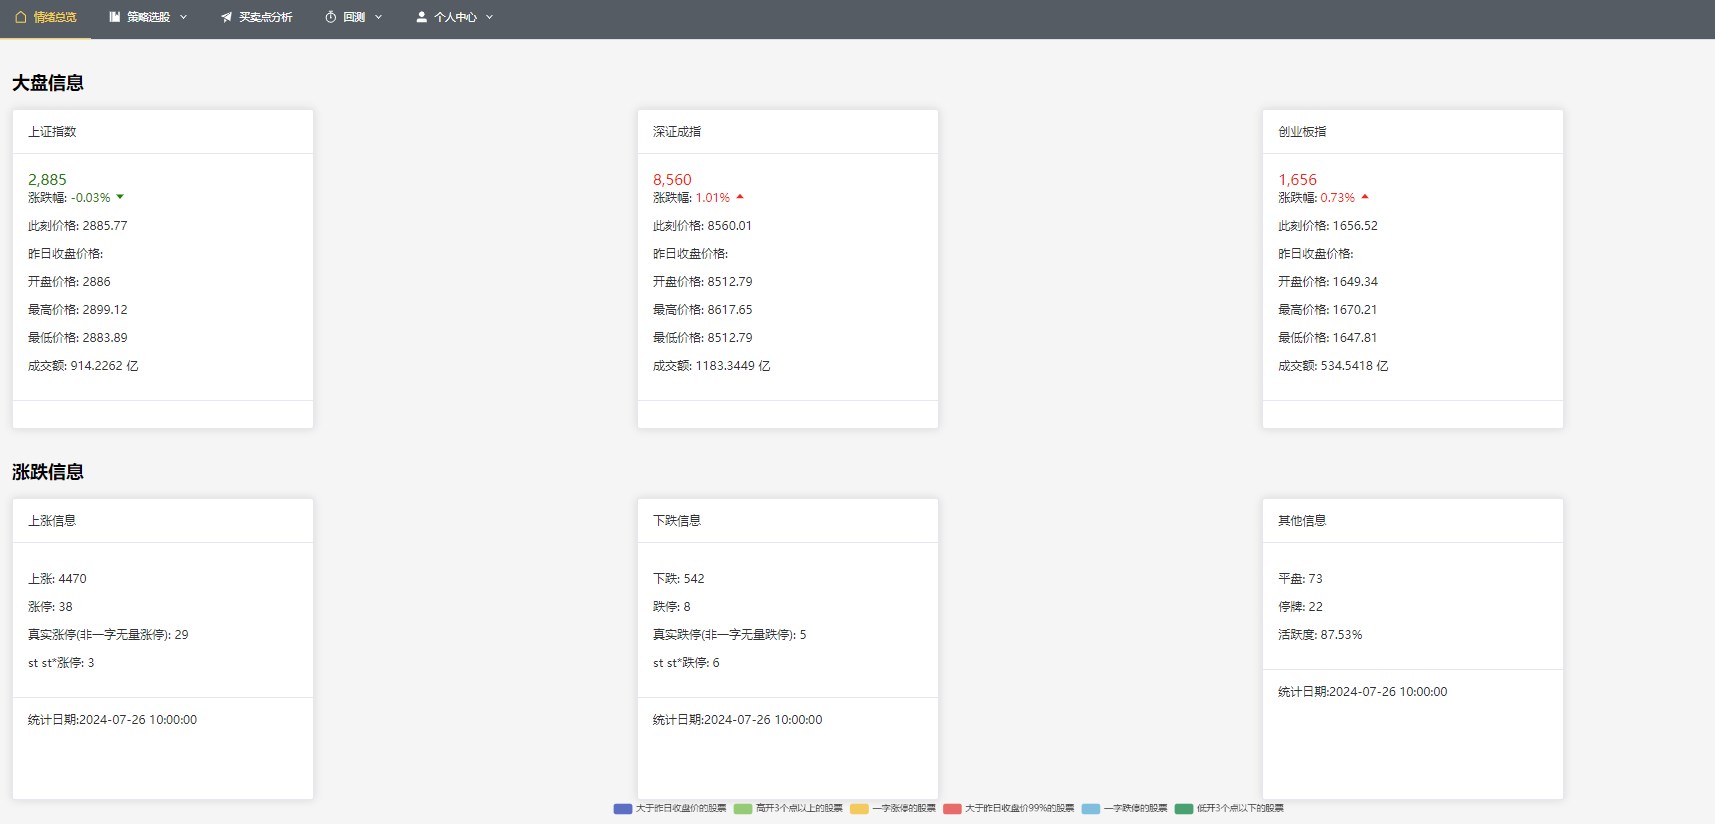 情绪总览 策略选股 买卖点分析 回测 个人中心
大盘信息
上证指数
2,885
涨跌幅: -0.03%
此刻价格: 2885.77
昨日收盘价格:
开盘价格: 2886
最高价格: 2899.12
最低价格: 2883.89
成交额: 914.2262 亿
深证成指
8,560
涨跌幅: 1.01%
此刻价格: 8560.01
昨日收盘价格:
开盘价格: 8512.79
最高价格: 8617.65
最低价格: 8512.79
成交额: 1183.3449 亿
创业板指
1,656
涨跌幅: 0.73%
此刻价格: 1656.52
昨日收盘价格:
开盘价格: 1649.34
最高价格: 1670.21
最低价格: 1647.81
成交额: 534.5418 亿
涨跌信息
上涨信息
上涨: 4470
涨停: 38
真实涨停(非一字无量涨停): 29
st st*涨停: 3
统计日期:2024-07-26 10:00:00
下跌信息
下跌: 542
跌停: 8
真实跌停(非一字无量跌停): 5
st st*跌停: 6
统计日期:2024-07-26 10:00:00
其他信息
平盘: 73
停牌: 22
活跃度: 87.53%
统计日期:2024-07-26 10:00:00
大于昨日收盘价的股票 高开3个点以上的股票 一字涨停的股票 大于昨日收盘价99%的股票 一字跌停的股票 低开3个点以下的股票